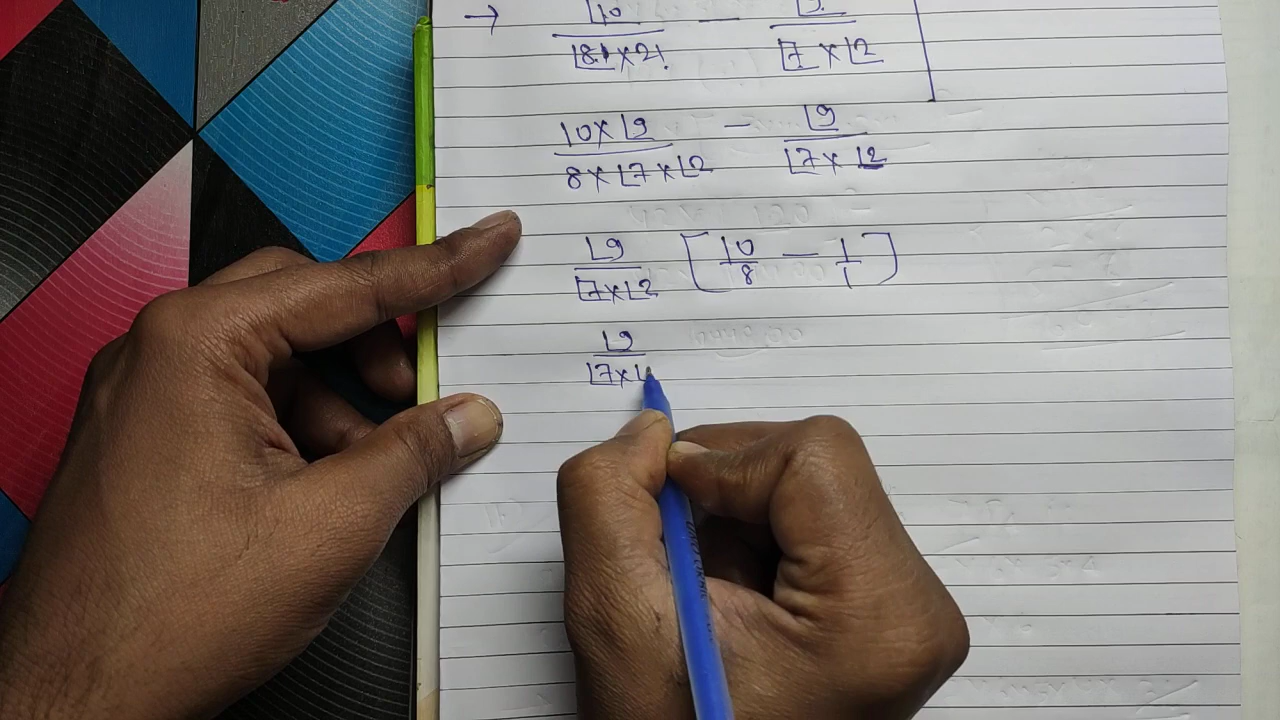 → ⌊10 / ⌊8! × 2! − ⌊9 / ⌊7 × ⌊2
10 × ⌊9 / 8 × ⌊7 × ⌊2 − ⌊9 / ⌊7 × ⌊2
⌊9 / ⌊7 × ⌊2 [ 10 / 8 − 1 / 1 ]
⌊9 / ⌊7 × ⌊